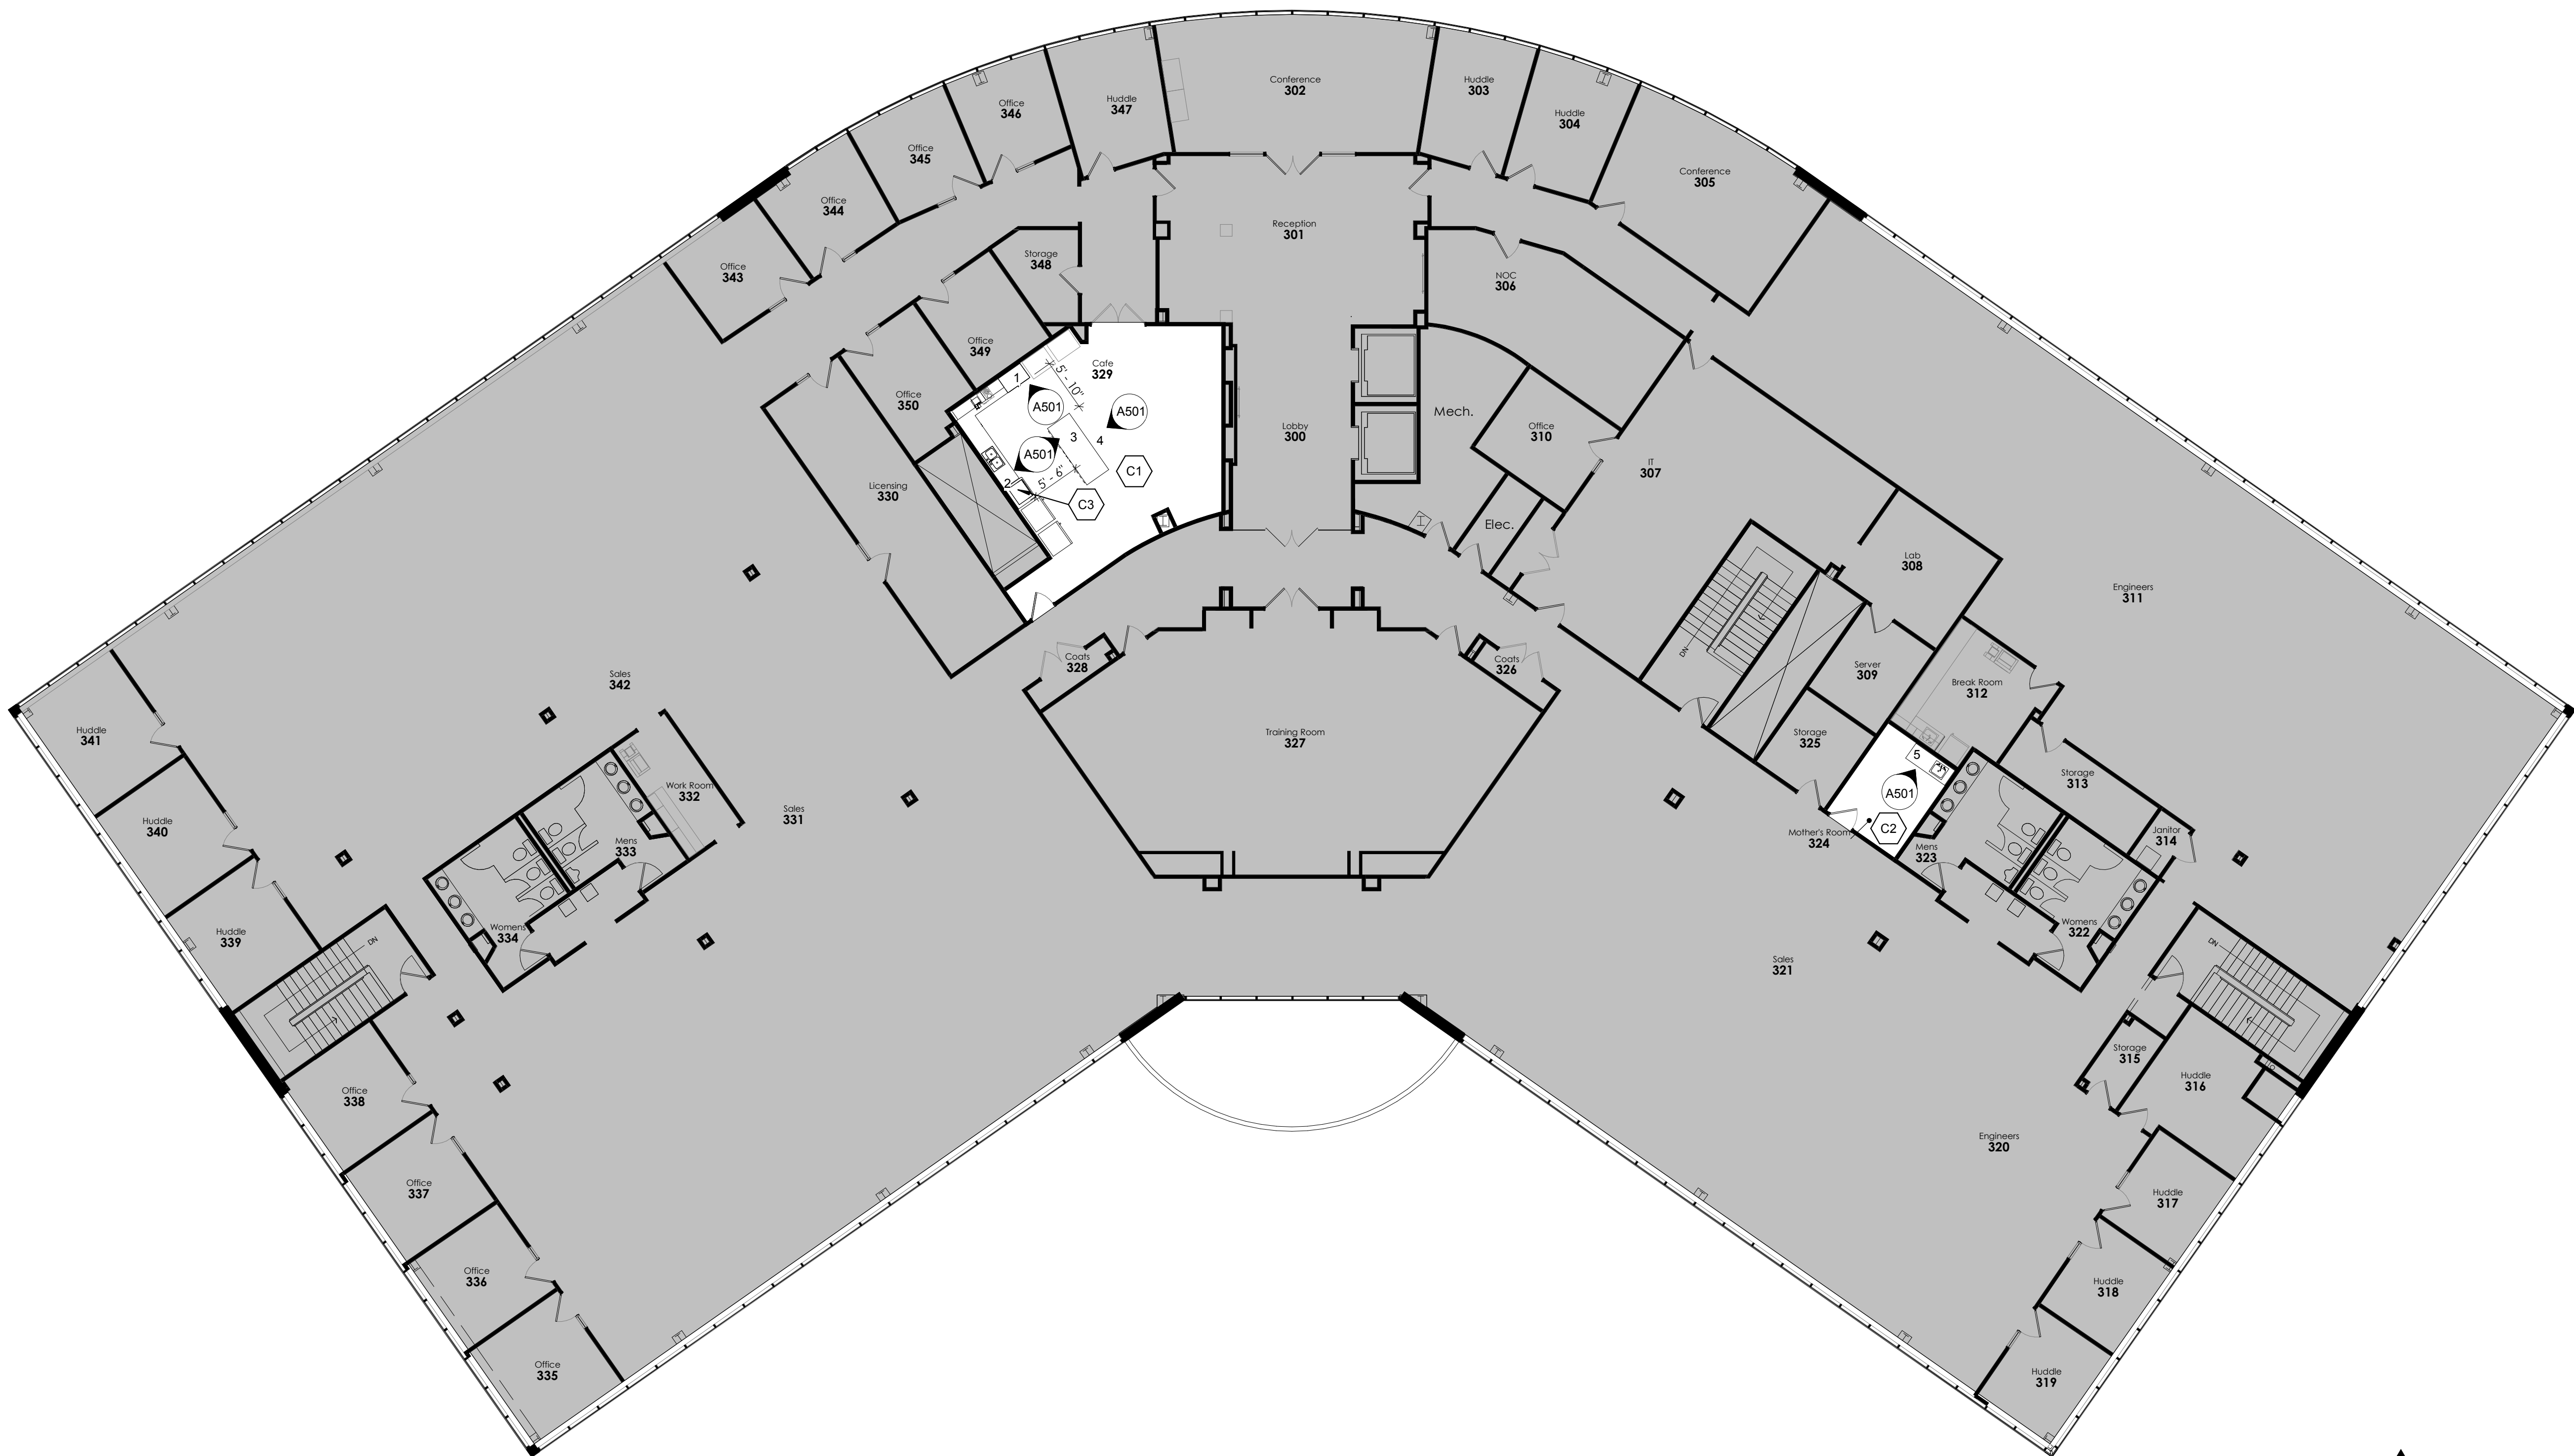 Conference
302
Huddle
303
Huddle
347
Office
346
Huddle
304
Office
345
Conference
305
Office
344
Reception
301
Office
343
Storage
348
NOC
306
Office
349
Cafe
329
5' - 10"
1
Office
350
A501
A501
Mech.
Lobby
300
Office
310
3
4
A501
C1
IT
307
5' - 6"
2
C3
Licensing
330
Elec.
Lab
308
Engineers
311
DN
Coats
328
Coats
326
Server
309
Sales
342
Break Room
312
Huddle
341
Training Room
327
Storage
325
5
Storage
313
Work Room
332
A501
Sales
331
Huddle
340
Mother's Room
324
C2
Janitor
314
Mens
333
Mens
323
Womens
334
Womens
322
Huddle
339
DN
DN
Sales
321
Storage
315
Huddle
316
Office
338
Engineers
320
Office
337
Huddle
317
Office
336
Huddle
318
Office
335
Huddle
319